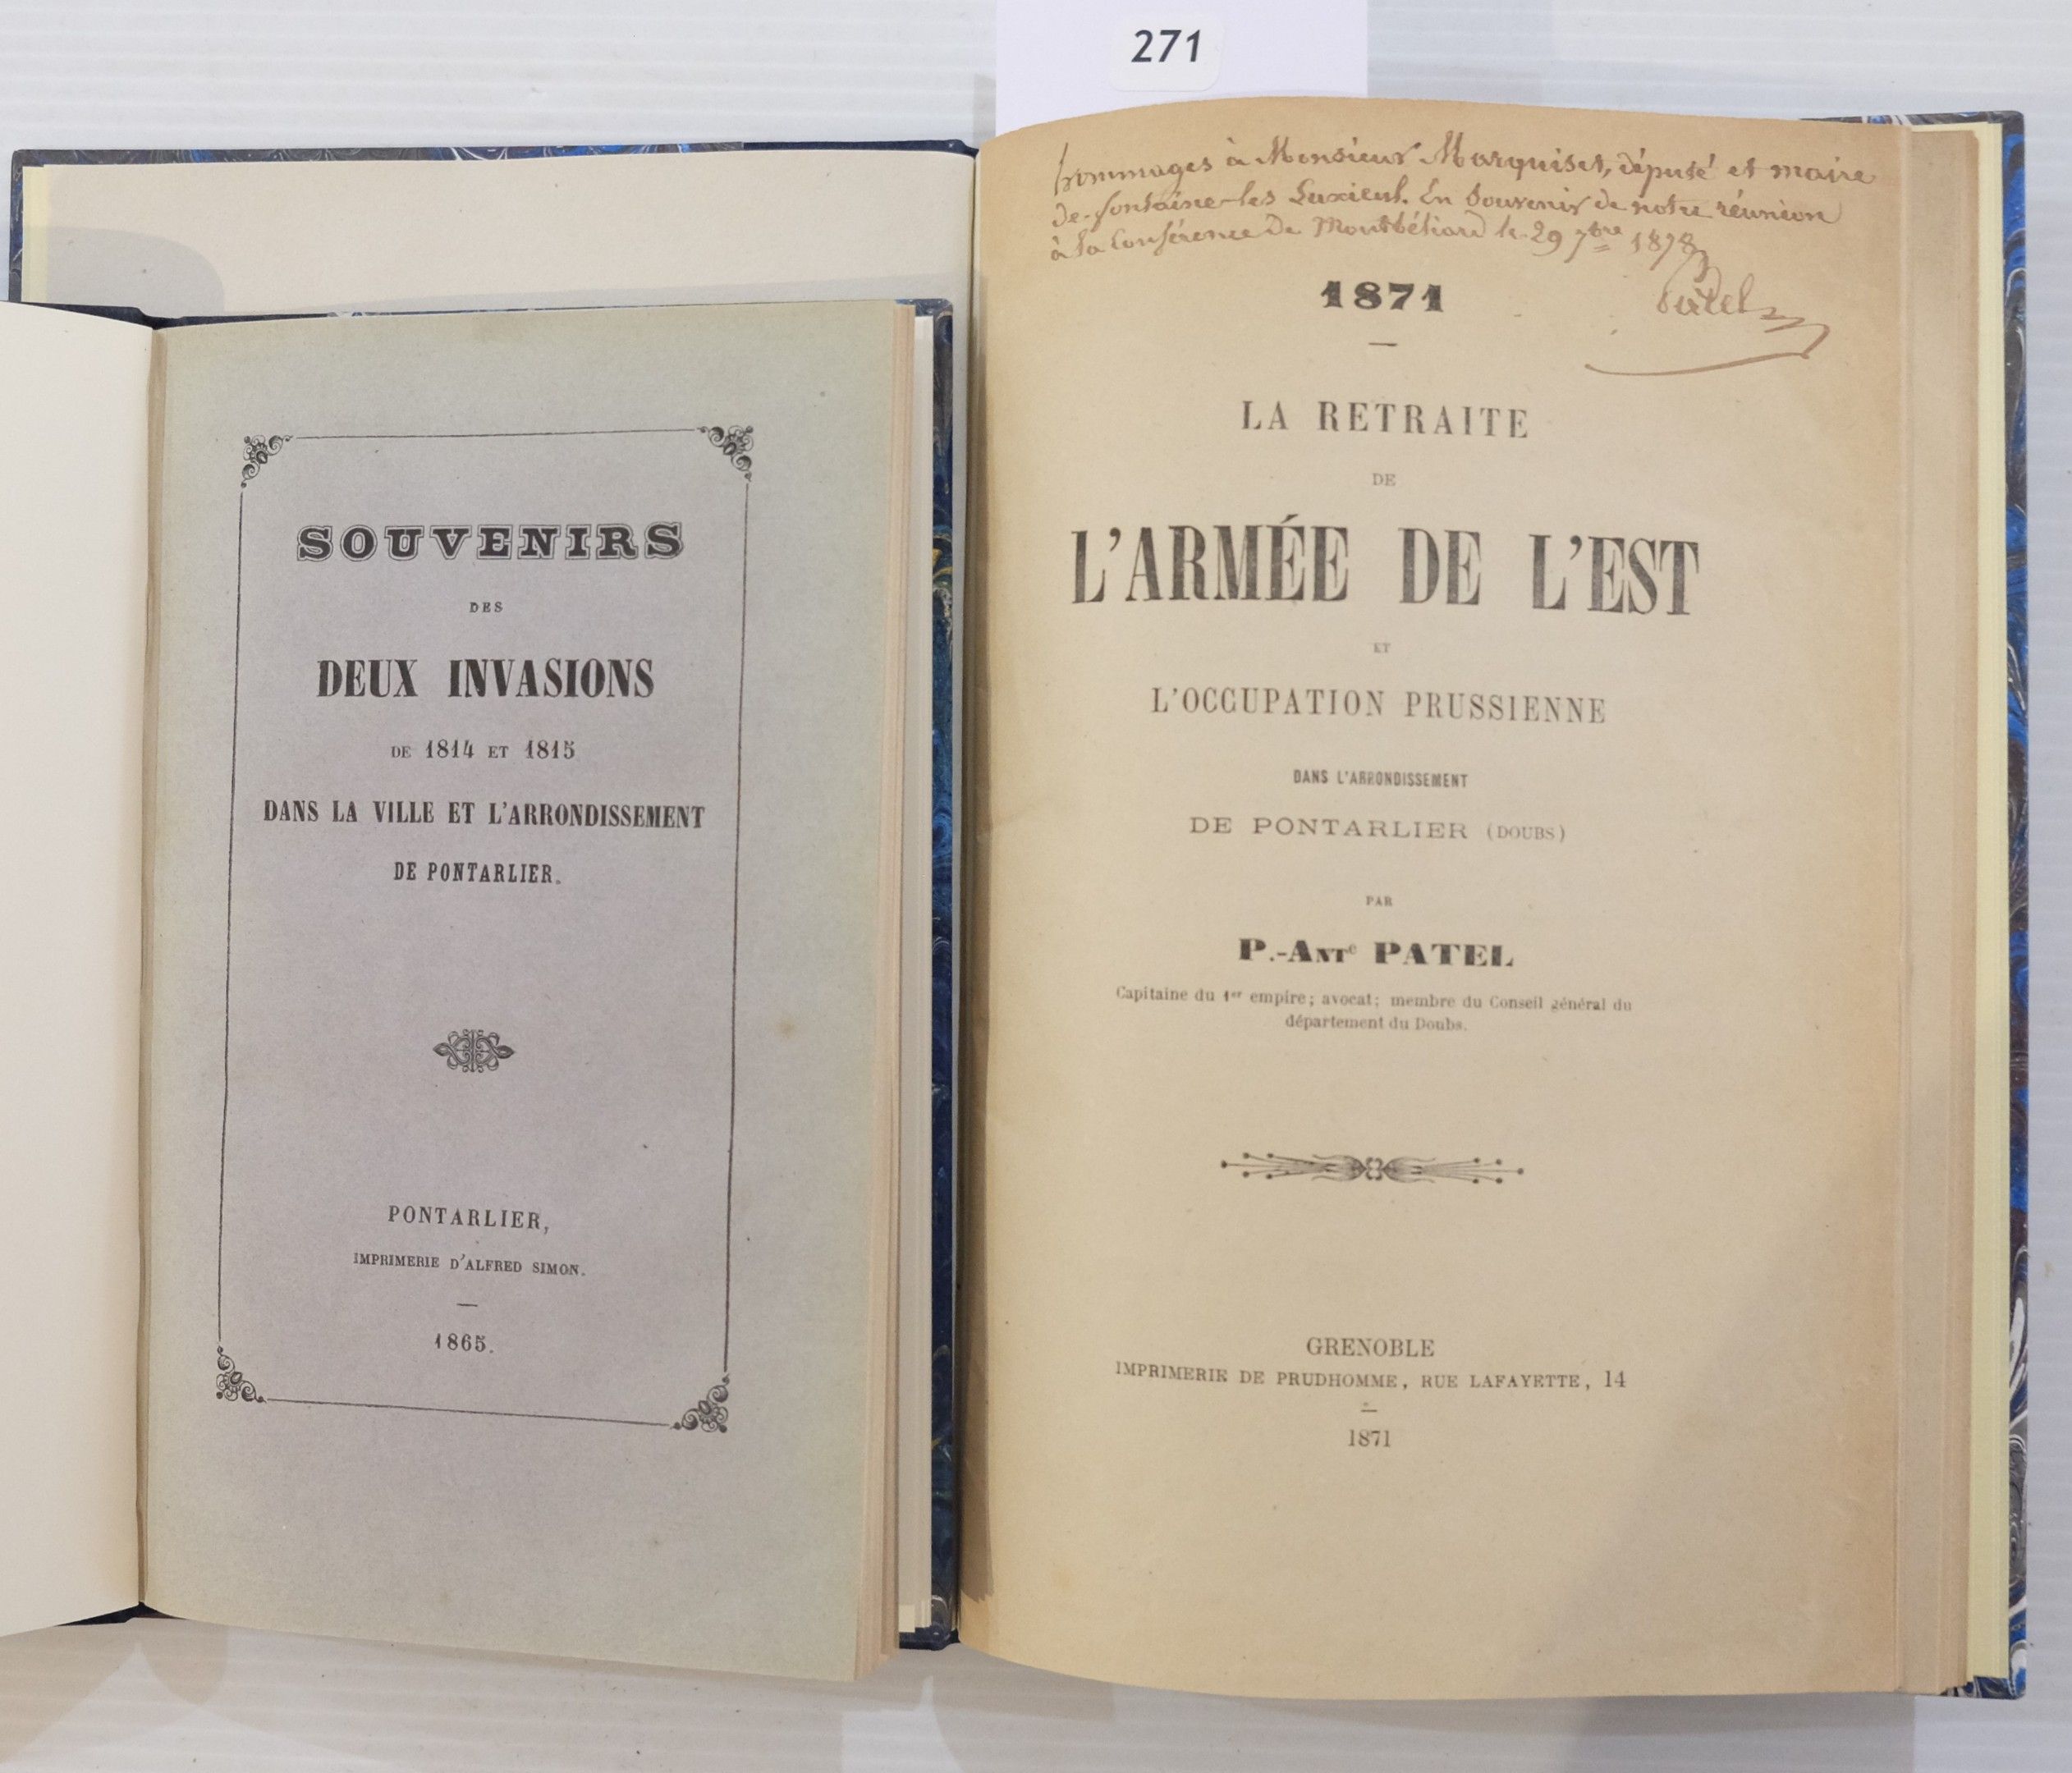 271
SOUVENIRS
DES
DEUX INVASIONS
DE 1814 ET 1815
DANS LA VILLE ET L'ARRONDISSEMENT
DE PONTARLIER.
PONTARLIER,
IMPRIMERIE D'ALFRED SIMON.
1865.
hommages à Monsieur Marquiset, député et maire
de-fontaine-les Luxieul. En Souvenir de notre réunion
à la Conférence de Montbéliard le 29 7bre 1878
Patel
1871
LA RETRAITE
DE
L'ARMÉE DE L'EST
ET
L'OCCUPATION PRUSSIENNE
DANS L'ARRONDISSEMENT
DE PONTARLIER (DOUBS)
PAR
P.-ANTe PATEL
Capitaine du 1er empire; avocat; membre du Conseil général du
département du Doubs.
GRENOBLE
IMPRIMERIE DE PRUDHOMME, RUE LAFAYETTE, 14
1871